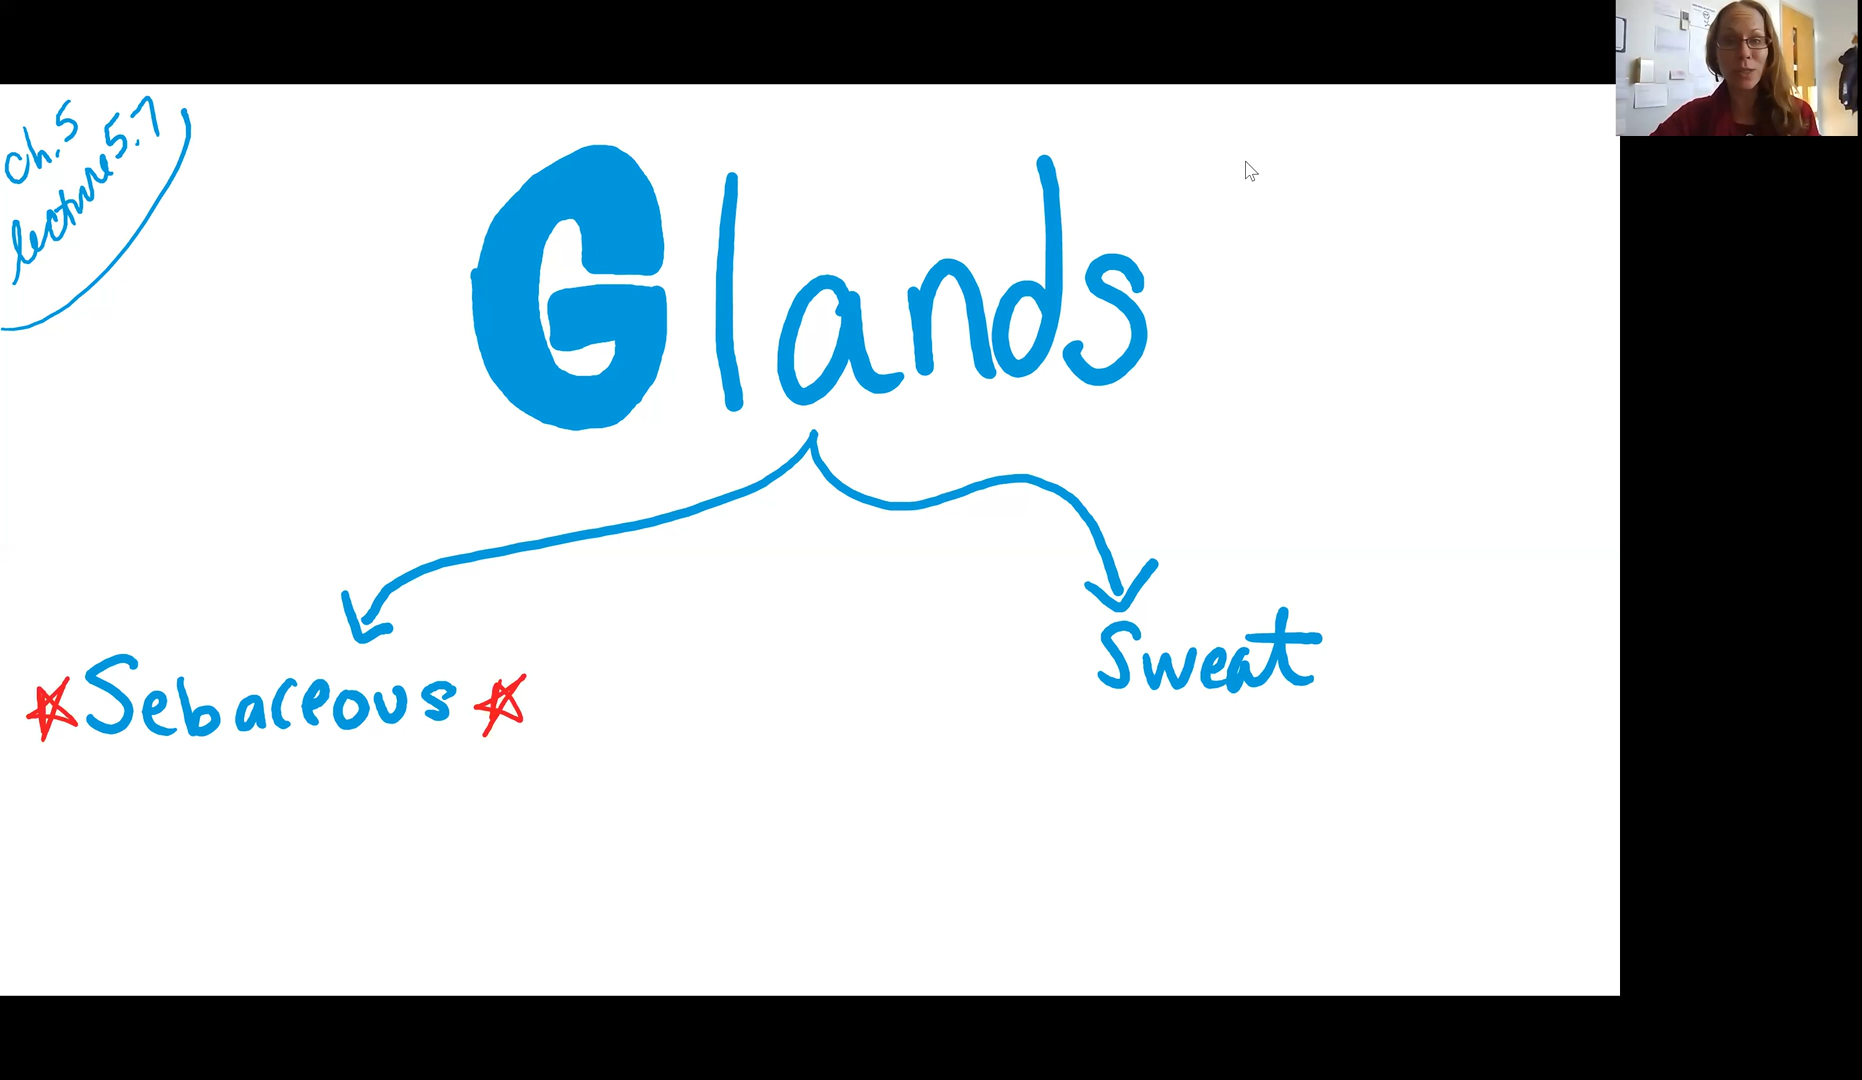 ch. 5
lecture 5.7
Glands
Sebaceous
Sweat